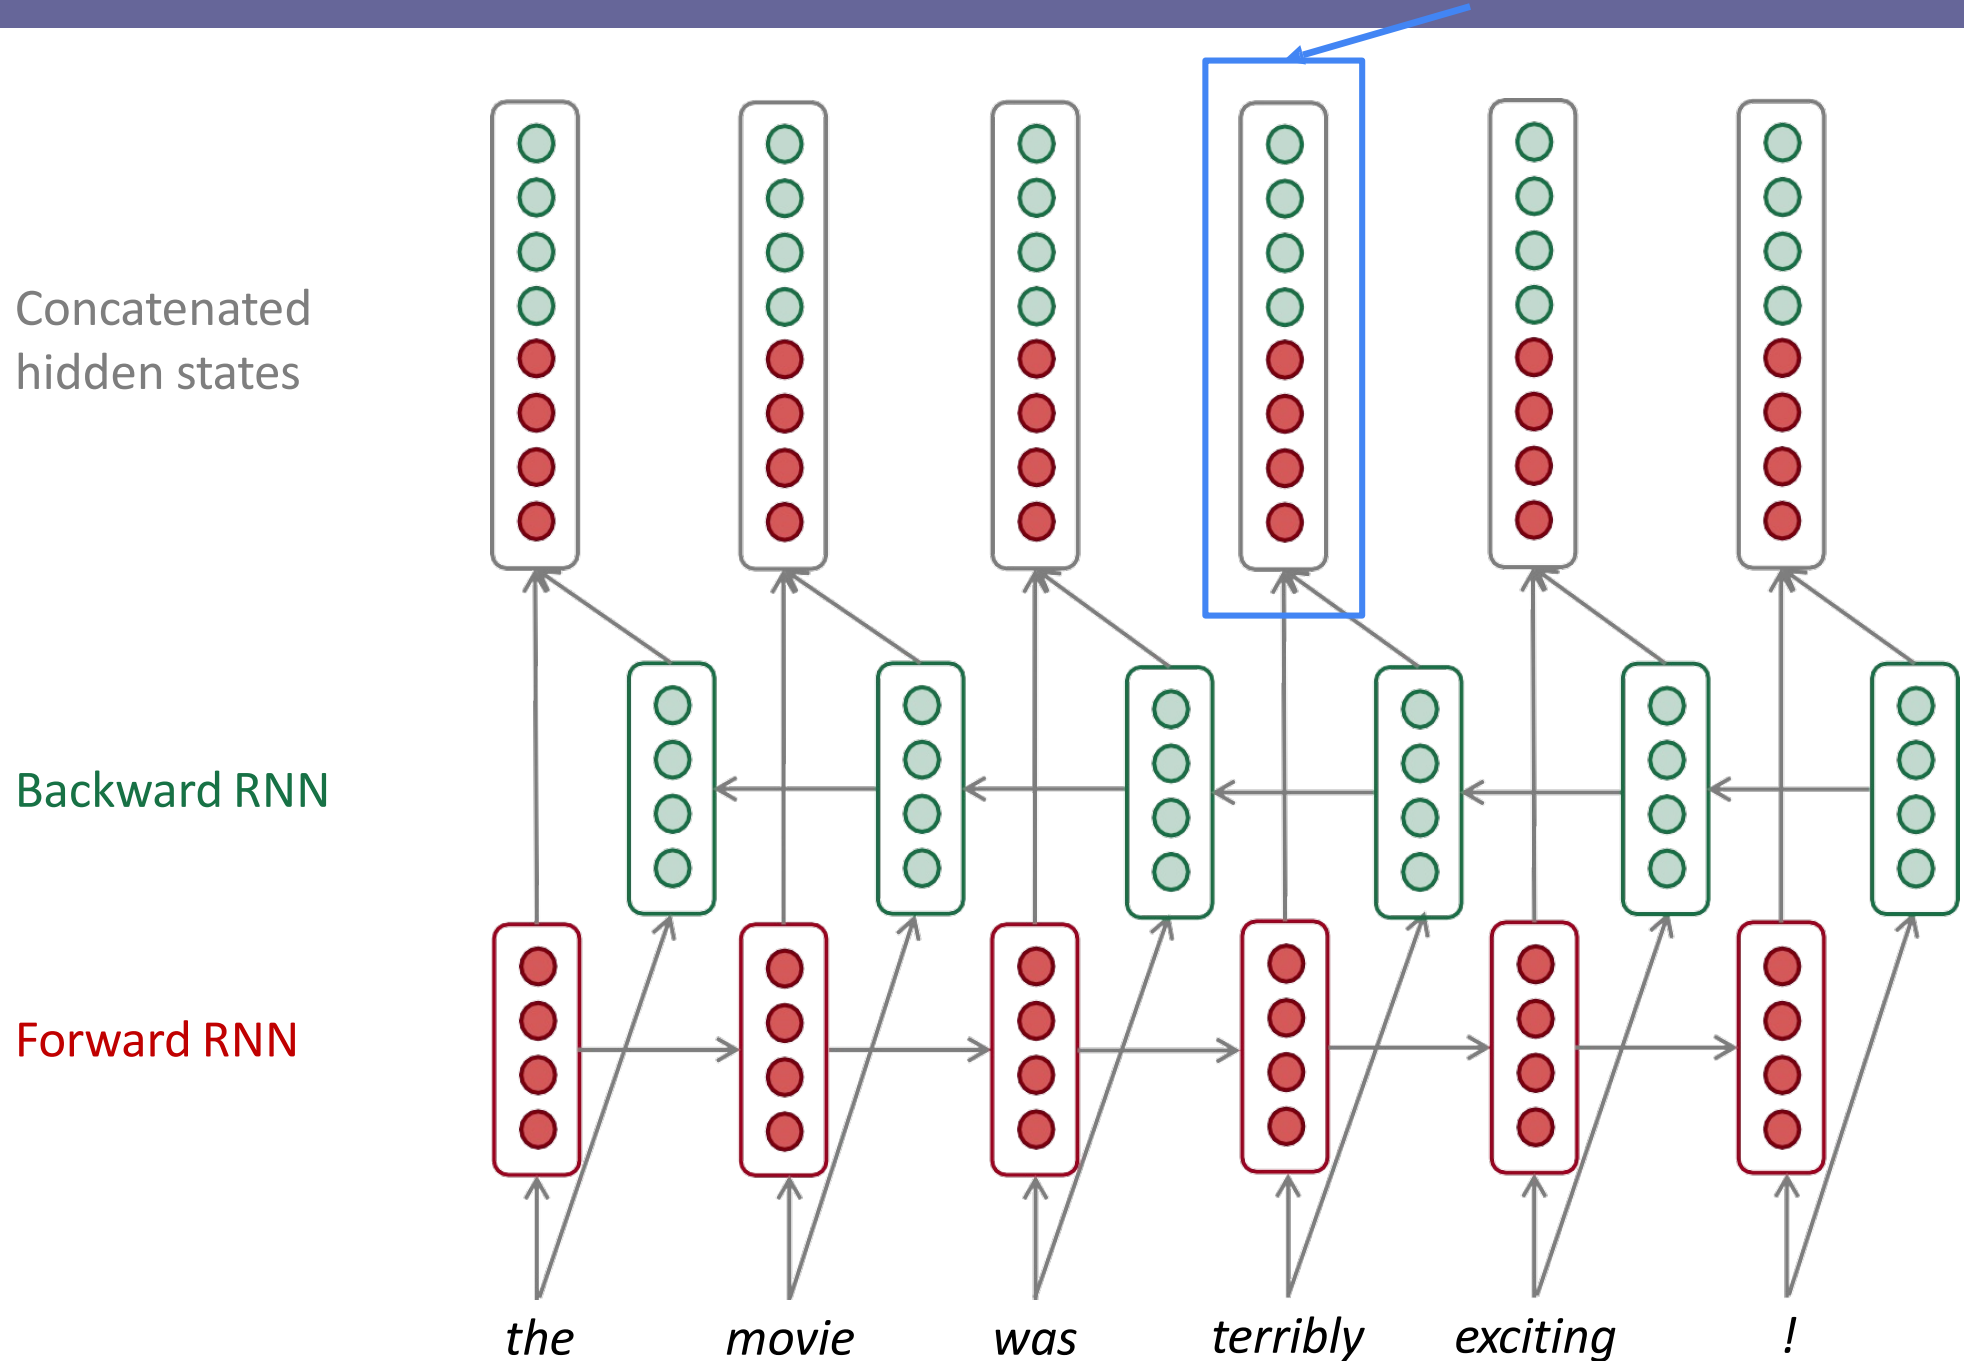 Concatenated
hidden states
Backward RNN
Forward RNN
the movie was terribly exciting !